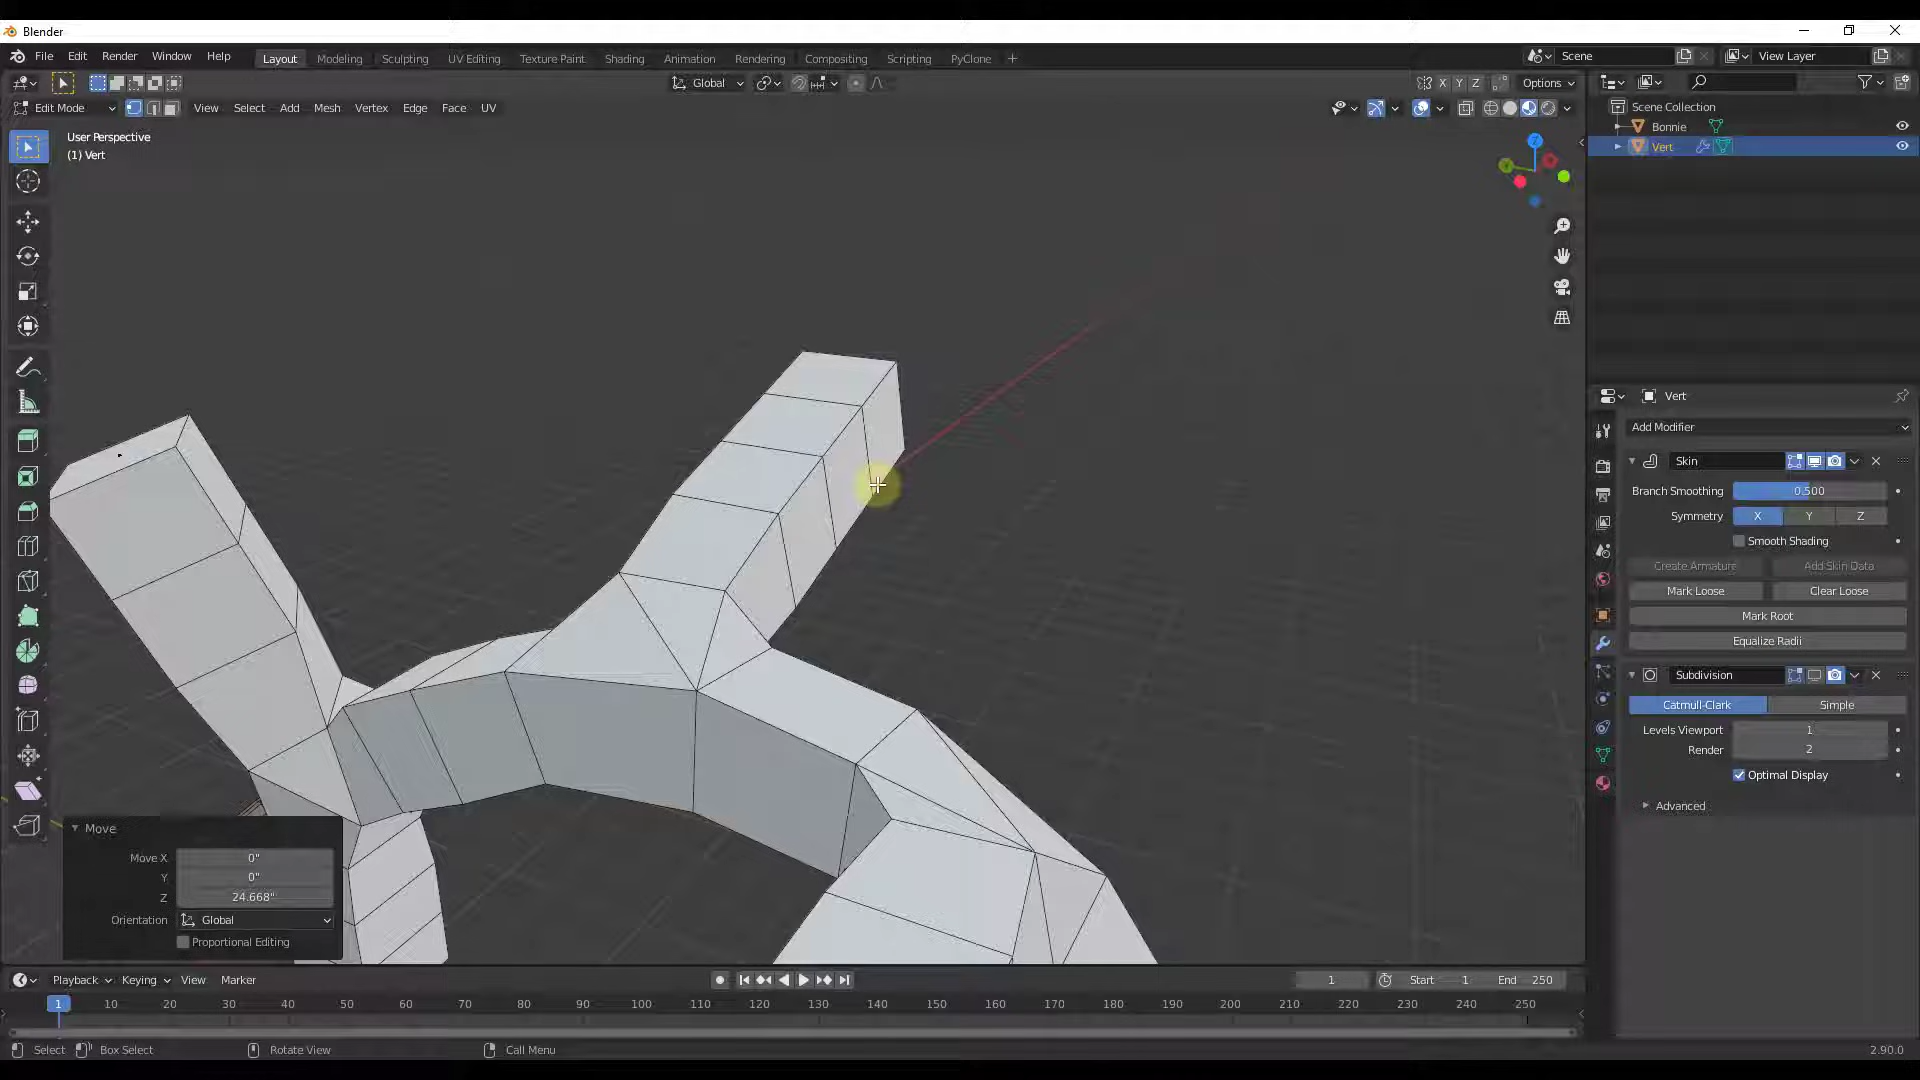 Blender
File Edit Render Window Help Layout Modeling Sculpting UV Editing Texture Paint Shading Animation Rendering Compositing Scripting PyClone + Scene View Layer
Global X Y Z Options
Edit Mode View Select Add Mesh Vertex Edge Face UV
User Perspective
(1) Vert
Z
Y
Scene Collection
Bonnie
Vert
Vert
Add Modifier
Skin
Branch Smoothing 0.500
Symmetry X Y Z
Smooth Shading
Create Armature Add Skin Data
Mark Loose Clear Loose
Mark Root
Equalize Radii
Subdivision
Catmull-Clark Simple
Levels Viewport 1
Render 2
Optimal Display
Advanced
Move
Move X 0"
Y 0"
Z 24.668"
Orientation Global
Proportional Editing
Playback Keying View Marker 1 Start 1 End 250
1 10 20 30 40 50 60 70 80 90 100 110 120 130 140 150 160 170 180 190 200 210 220 230 240 250
Select Box Select Rotate View Call Menu 2.90.0